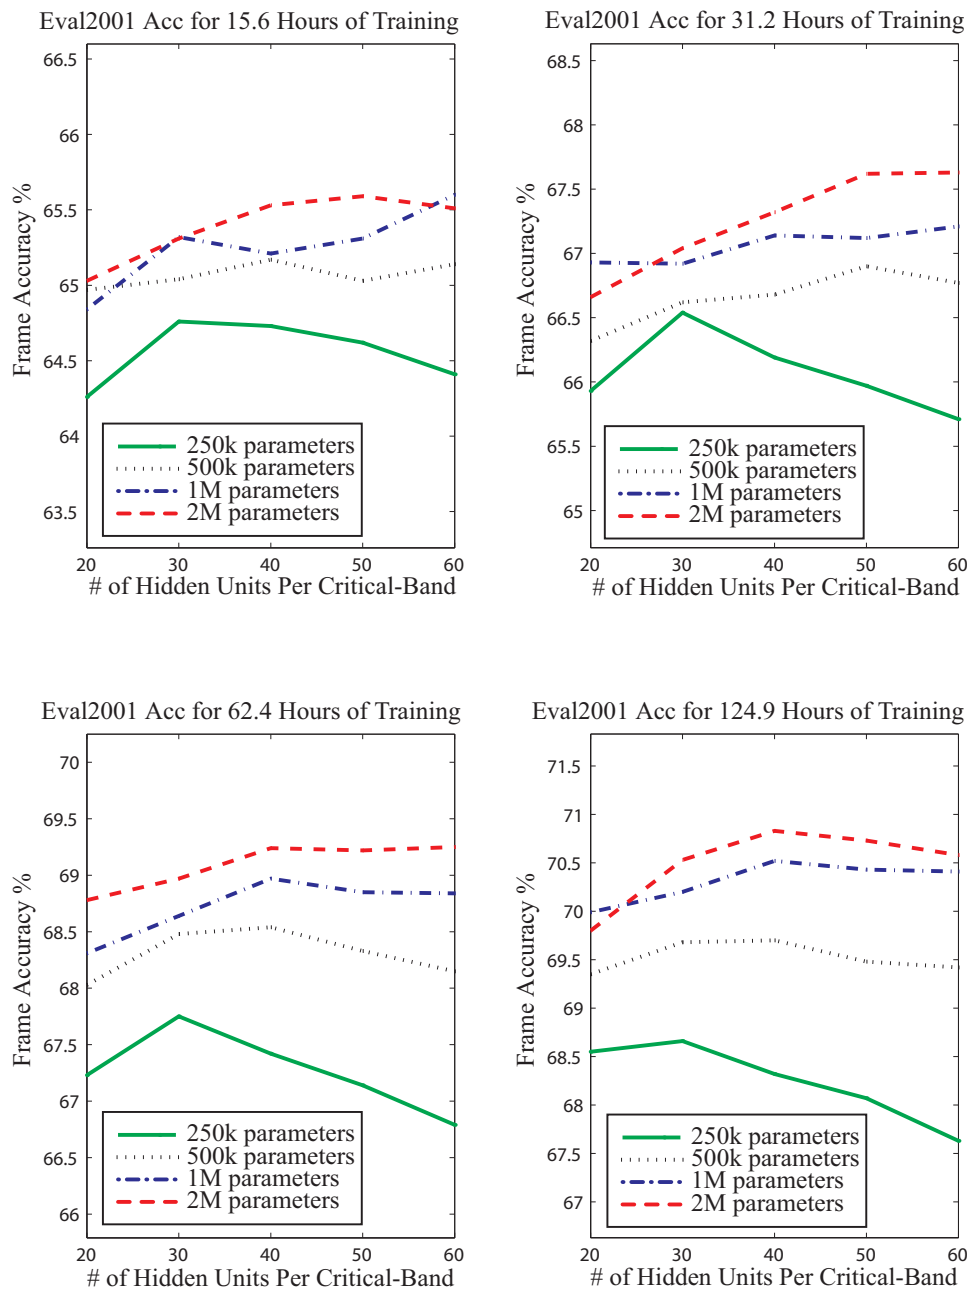 Eval2001 Acc for 15.6 Hours of Training
66.5
66
65.5
65
64.5
64
63.5
Frame Accuracy %
250k parameters
500k parameters
1M parameters
2M parameters
20 30 40 50 60
# of Hidden Units Per Critical-Band
Eval2001 Acc for 31.2 Hours of Training
68.5
68
67.5
67
66.5
66
65.5
65
Frame Accuracy %
250k parameters
500k parameters
1M parameters
2M parameters
20 30 40 50 60
# of Hidden Units Per Critical-Band
Eval2001 Acc for 62.4 Hours of Training
70
69.5
69
68.5
68
67.5
67
66.5
66
Frame Accuracy %
250k parameters
500k parameters
1M parameters
2M parameters
20 30 40 50 60
# of Hidden Units Per Critical-Band
Eval2001 Acc for 124.9 Hours of Training
71.5
71
70.5
70
69.5
69
68.5
68
67.5
67
Frame Accuracy %
250k parameters
500k parameters
1M parameters
2M parameters
20 30 40 50 60
# of Hidden Units Per Critical-Band